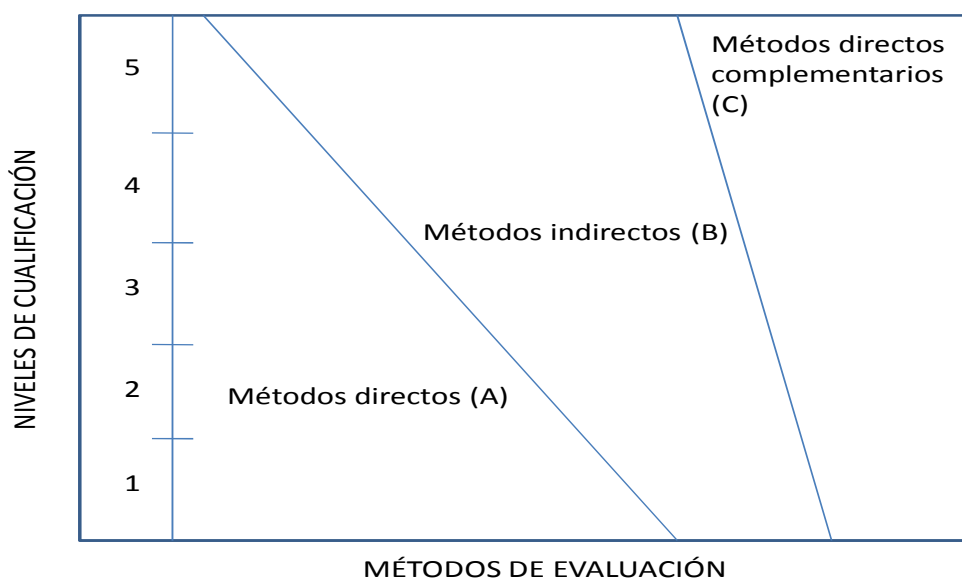 NIVELES DE CUALIFICACIÓN
5
4
3
2
1
Métodos directos
complementarios
(C)
Métodos indirectos (B)
Métodos directos (A)
MÉTODOS DE EVALUACIÓN